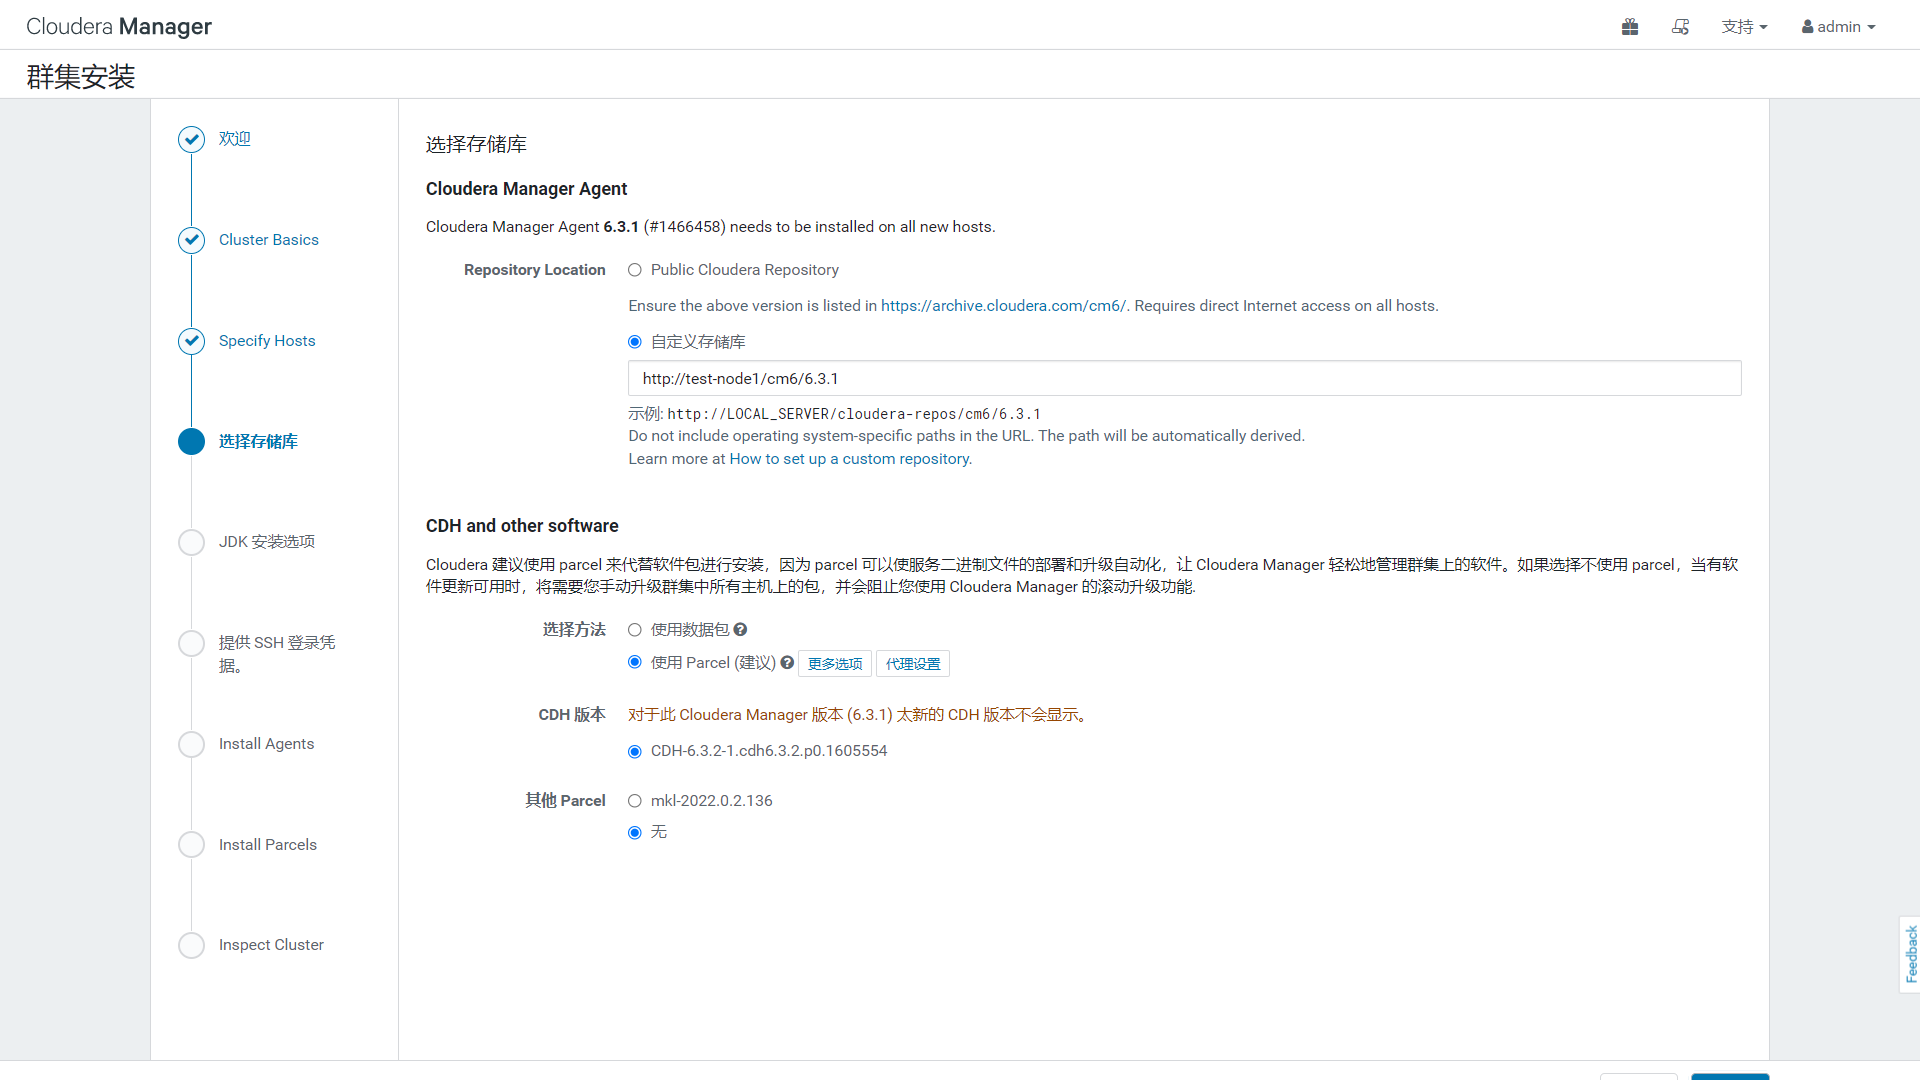 Cloudera Manager
支持
admin
群集安装
欢迎
Cluster Basics
Specify Hosts
选择存储库
JDK 安装选项
提供 SSH 登录凭
据。
Install Agents
Install Parcels
Inspect Cluster
选择存储库
Cloudera Manager Agent
Cloudera Manager Agent 6.3.1 (#1466458) needs to be installed on all new hosts.
Repository Location
Public Cloudera Repository
Ensure the above version is listed in https://archive.cloudera.com/cm6/. Requires direct Internet access on all hosts.
自定义存储库
http://test-node1/cm6/6.3.1
示例: http://LOCAL_SERVER/cloudera-repos/cm6/6.3.1
Do not include operating system-specific paths in the URL. The path will be automatically derived.
Learn more at How to set up a custom repository.
CDH and other software
Cloudera 建议使用 parcel 来代替软件包进行安装，因为 parcel 可以使服务二进制文件的部署和升级自动化，让 Cloudera Manager 轻松地管理群集上的软件。如果选择不使用 parcel，当有软
件更新可用时，将需要您手动升级群集中所有主机上的包，并会阻止您使用 Cloudera Manager 的滚动升级功能.
选择方法
使用数据包
使用 Parcel (建议) 更多选项 代理设置
CDH 版本
对于此 Cloudera Manager 版本 (6.3.1) 太新的 CDH 版本不会显示。
CDH-6.3.2-1.cdh6.3.2.p0.1605554
其他 Parcel
mkl-2022.0.2.136
无
Feedback